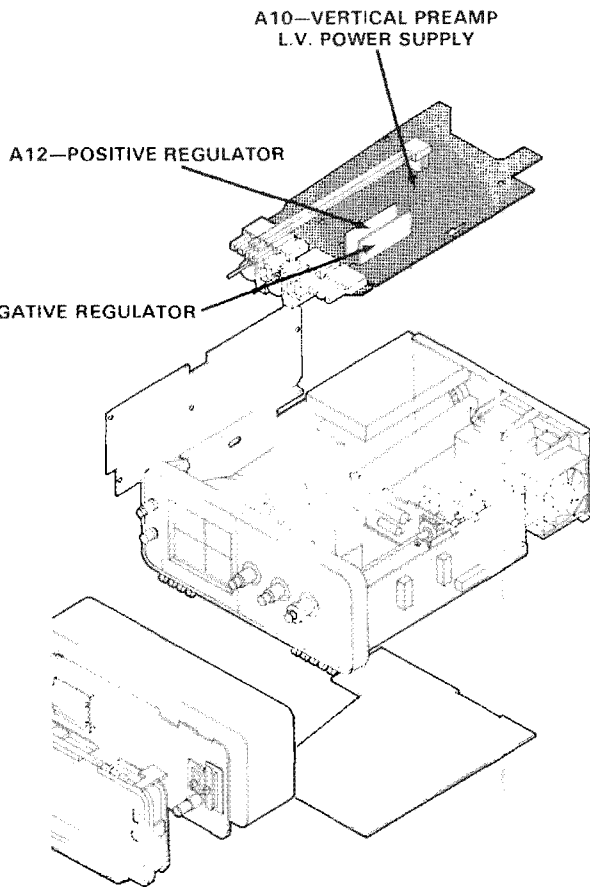 A10—VERTICAL PREAMP
L.V. POWER SUPPLY
A12—POSITIVE REGULATOR
GATIVE REGULATOR